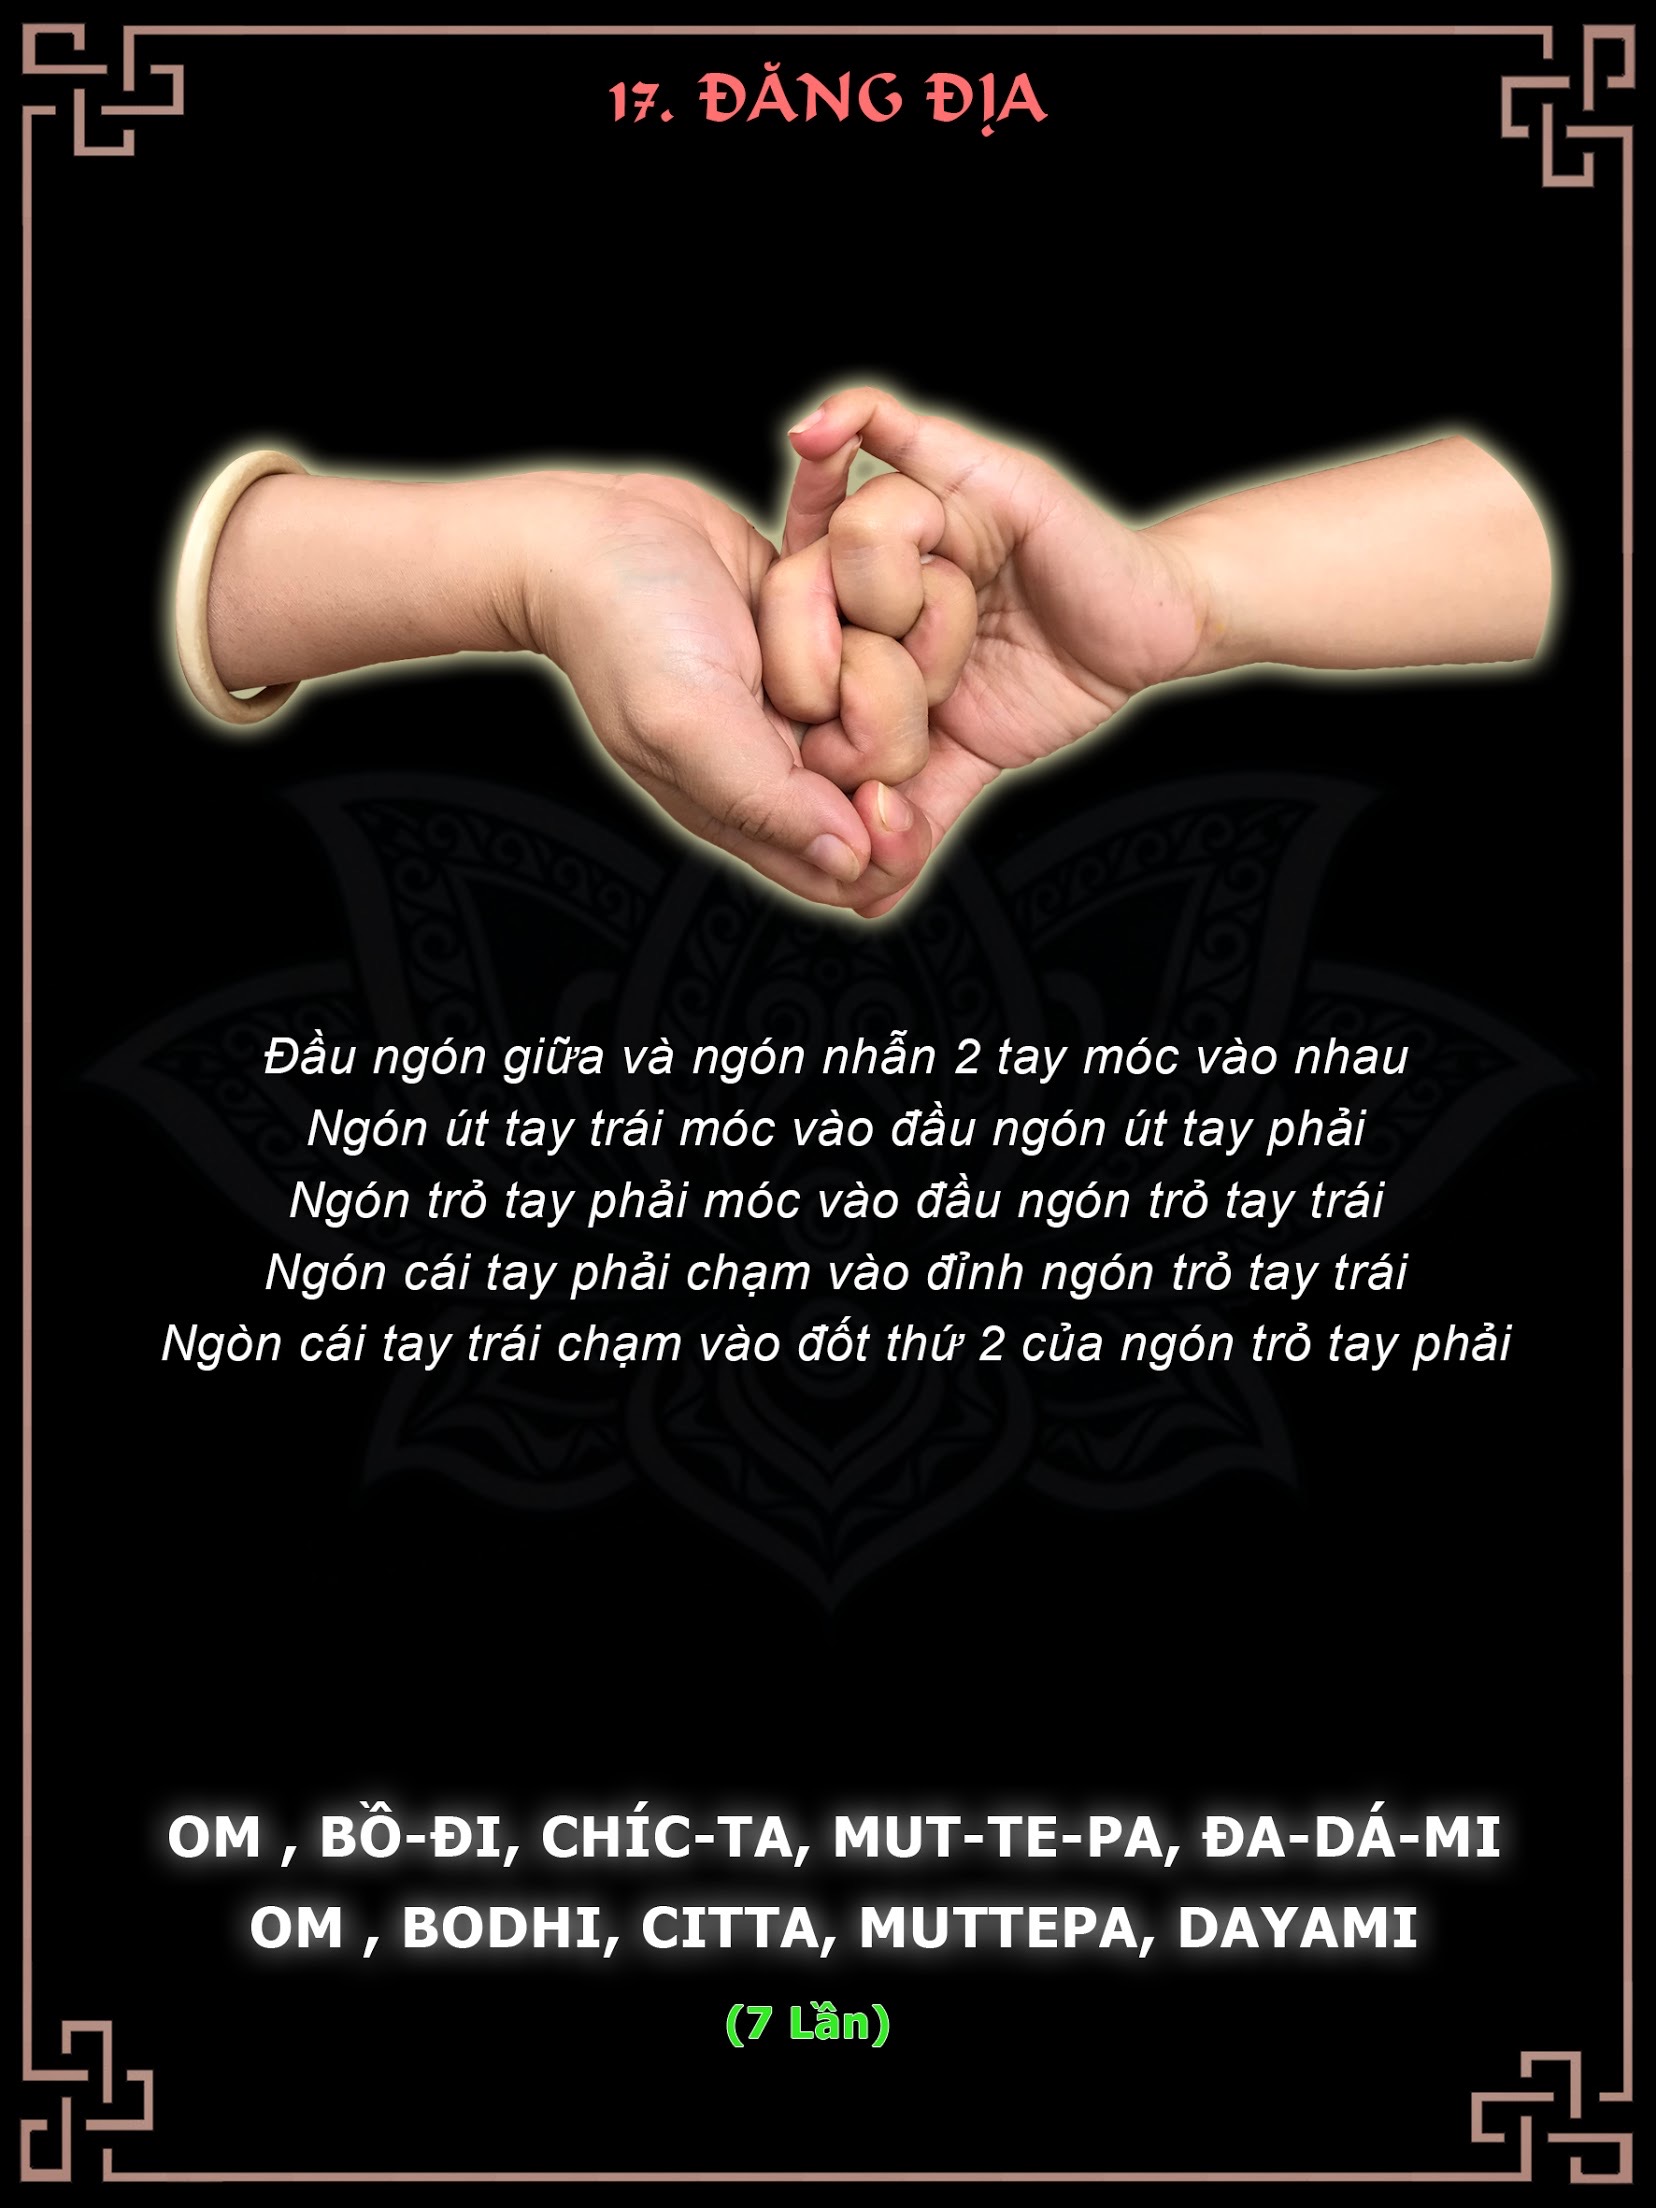 17. ĐĂNG ĐỊA
Đầu ngón giữa và ngón nhẫn 2 tay móc vào nhau
Ngón út tay trái móc vào đầu ngón út tay phải
Ngón trỏ tay phải móc vào đầu ngón trỏ tay trái
Ngón cái tay phải chạm vào đỉnh ngón trỏ tay trái
Ngòn cái tay trái chạm vào đốt thứ 2 của ngón trỏ tay phải
OM , BỒ-ĐI, CHÍC-TA, MUT-TE-PA, ĐA-DÁ-MI
OM , BODHI, CITTA, MUTTEPA, DAYAMI
(7 Lần)